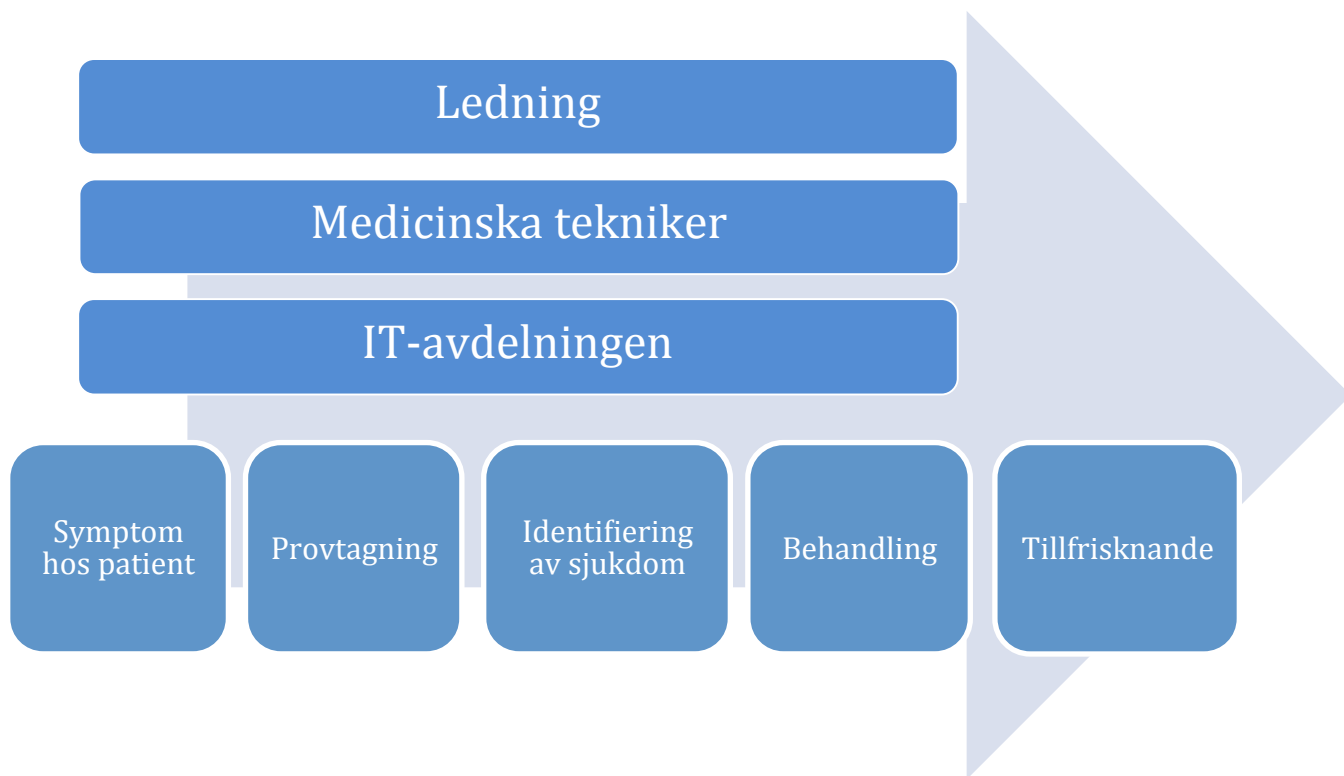 Ledning
Medicinska tekniker
IT-avdelningen
Symptom
hos patient
Provtagning
Identifiering
av sjukdom
Behandling
Tillfrisknande